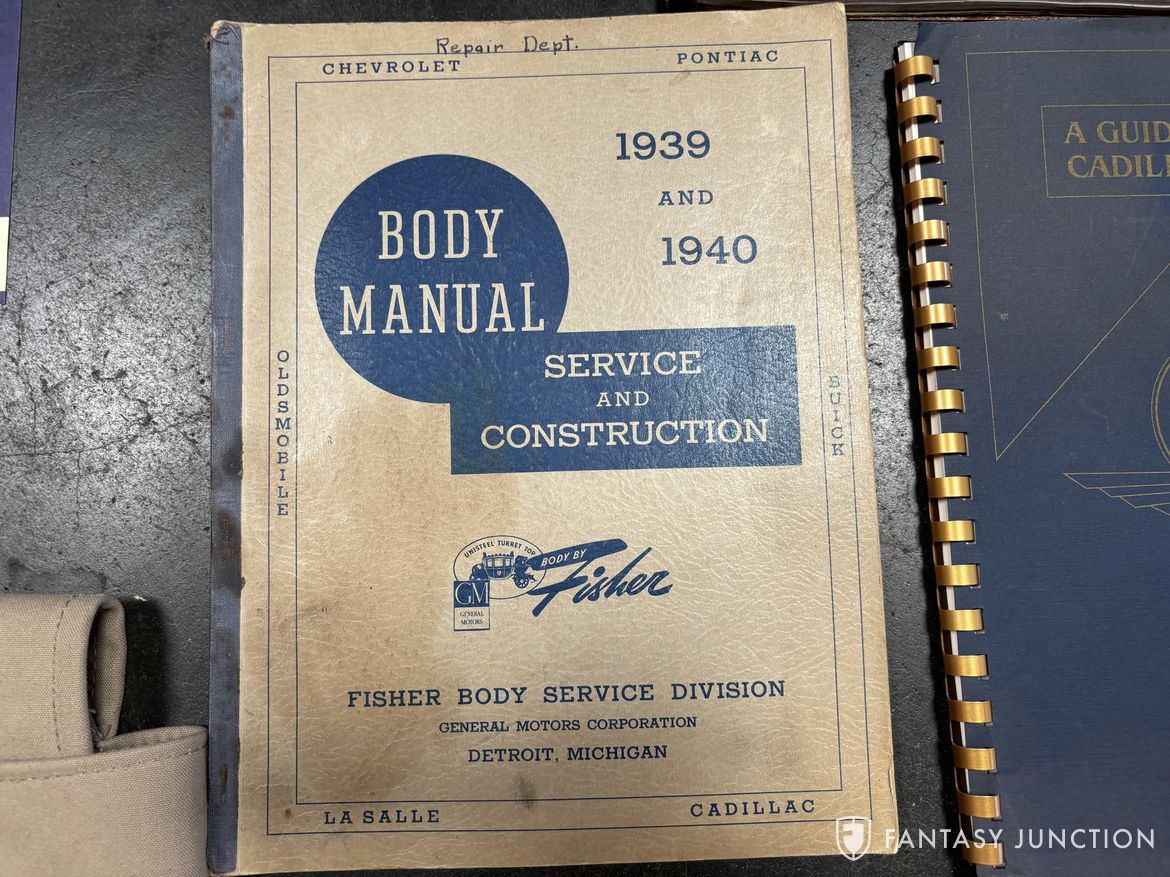 Repair Dept.
CHEVROLET
PONTIAC
1939
AND
1940
BODY
MANUAL
SERVICE
AND
CONSTRUCTION
OLDSMOBILE
BUICK
UNISTEEL TURRET TOP
BODY BY
Fisher
GM
GENERAL
MOTORS
FISHER BODY SERVICE DIVISION
GENERAL MOTORS CORPORATION
DETROIT, MICHIGAN
LA SALLE
CADILLAC
A GUID
CADILL
FANTASY JUNCTION